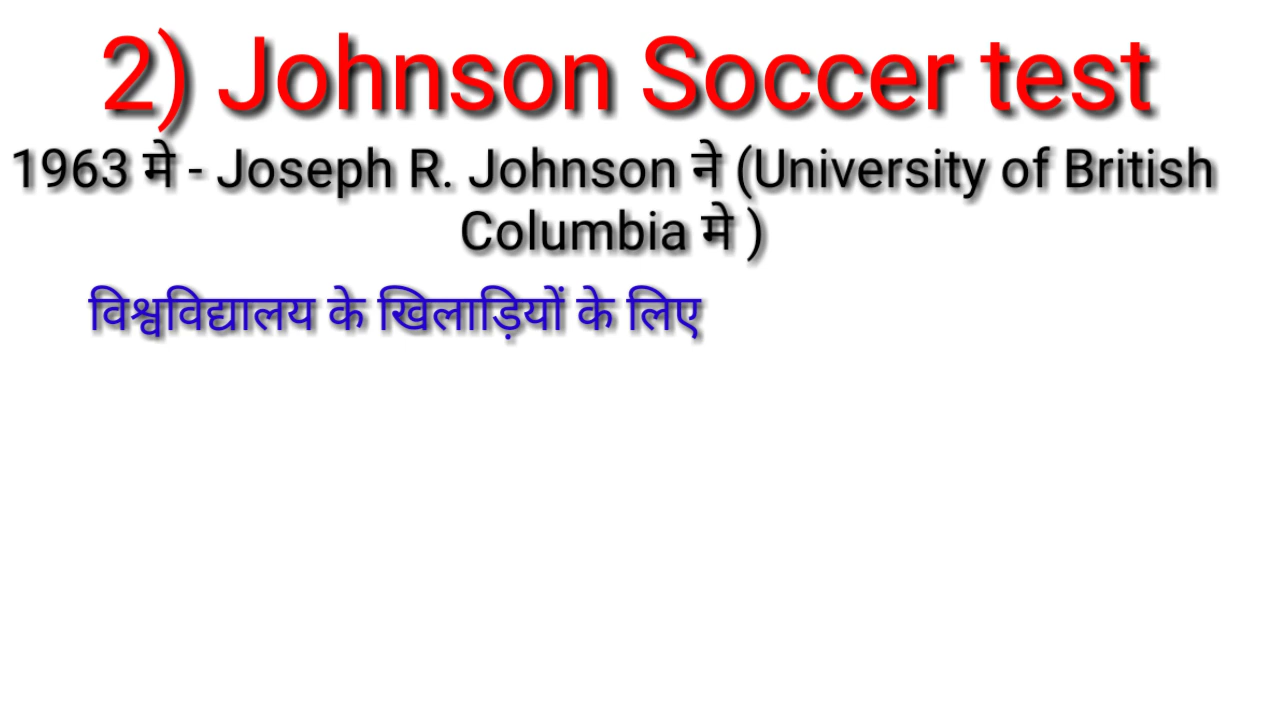 2) Johnson Soccer test
1963 मे - Joseph R. Johnson ने (University of British
Columbia मे )
विश्वविद्यालय के खिलाड़ियों के लिए